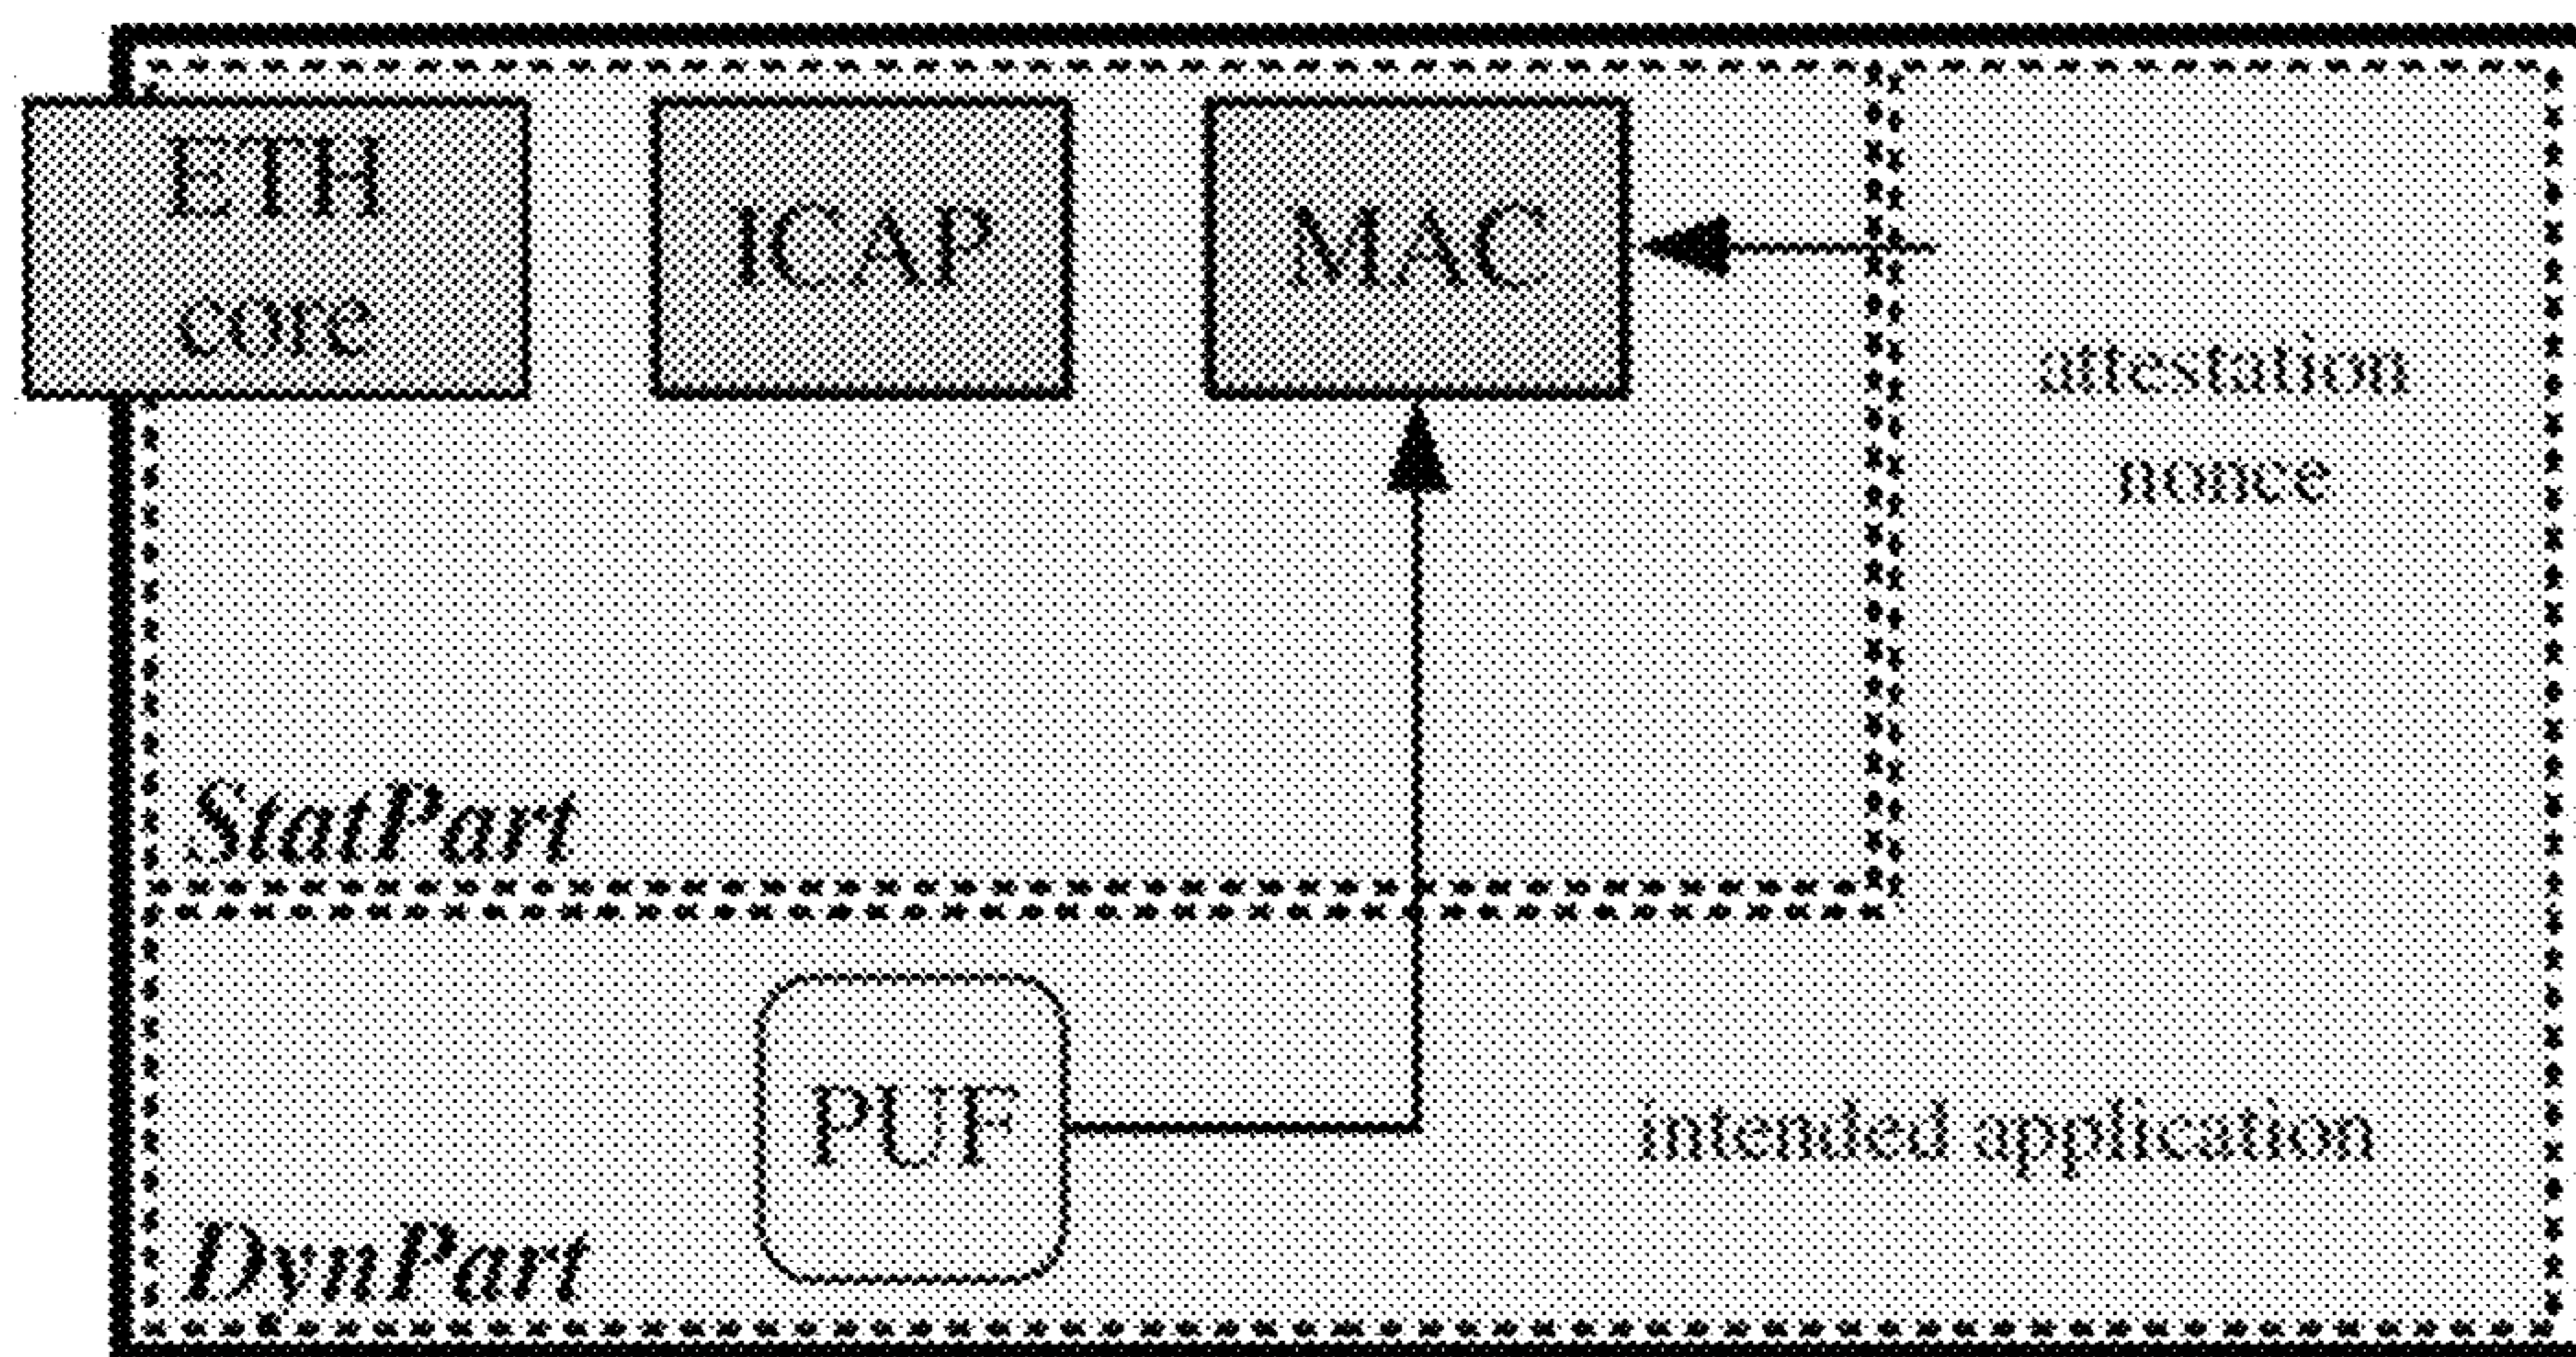 ETH
core
ICAP
MAC
attestation
nonce
StatPart
PUF
intended application
DynPart